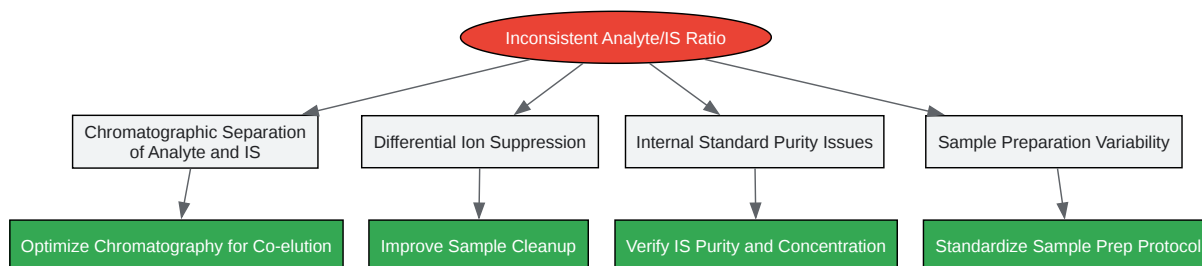 Inconsistent Analyte/IS Ratio
Chromatographic Separation
of Analyte and IS
Differential Ion Suppression
Internal Standard Purity Issues
Sample Preparation Variability
Optimize Chromatography for Co-elution
Improve Sample Cleanup
Verify IS Purity and Concentration
Standardize Sample Prep Protocol